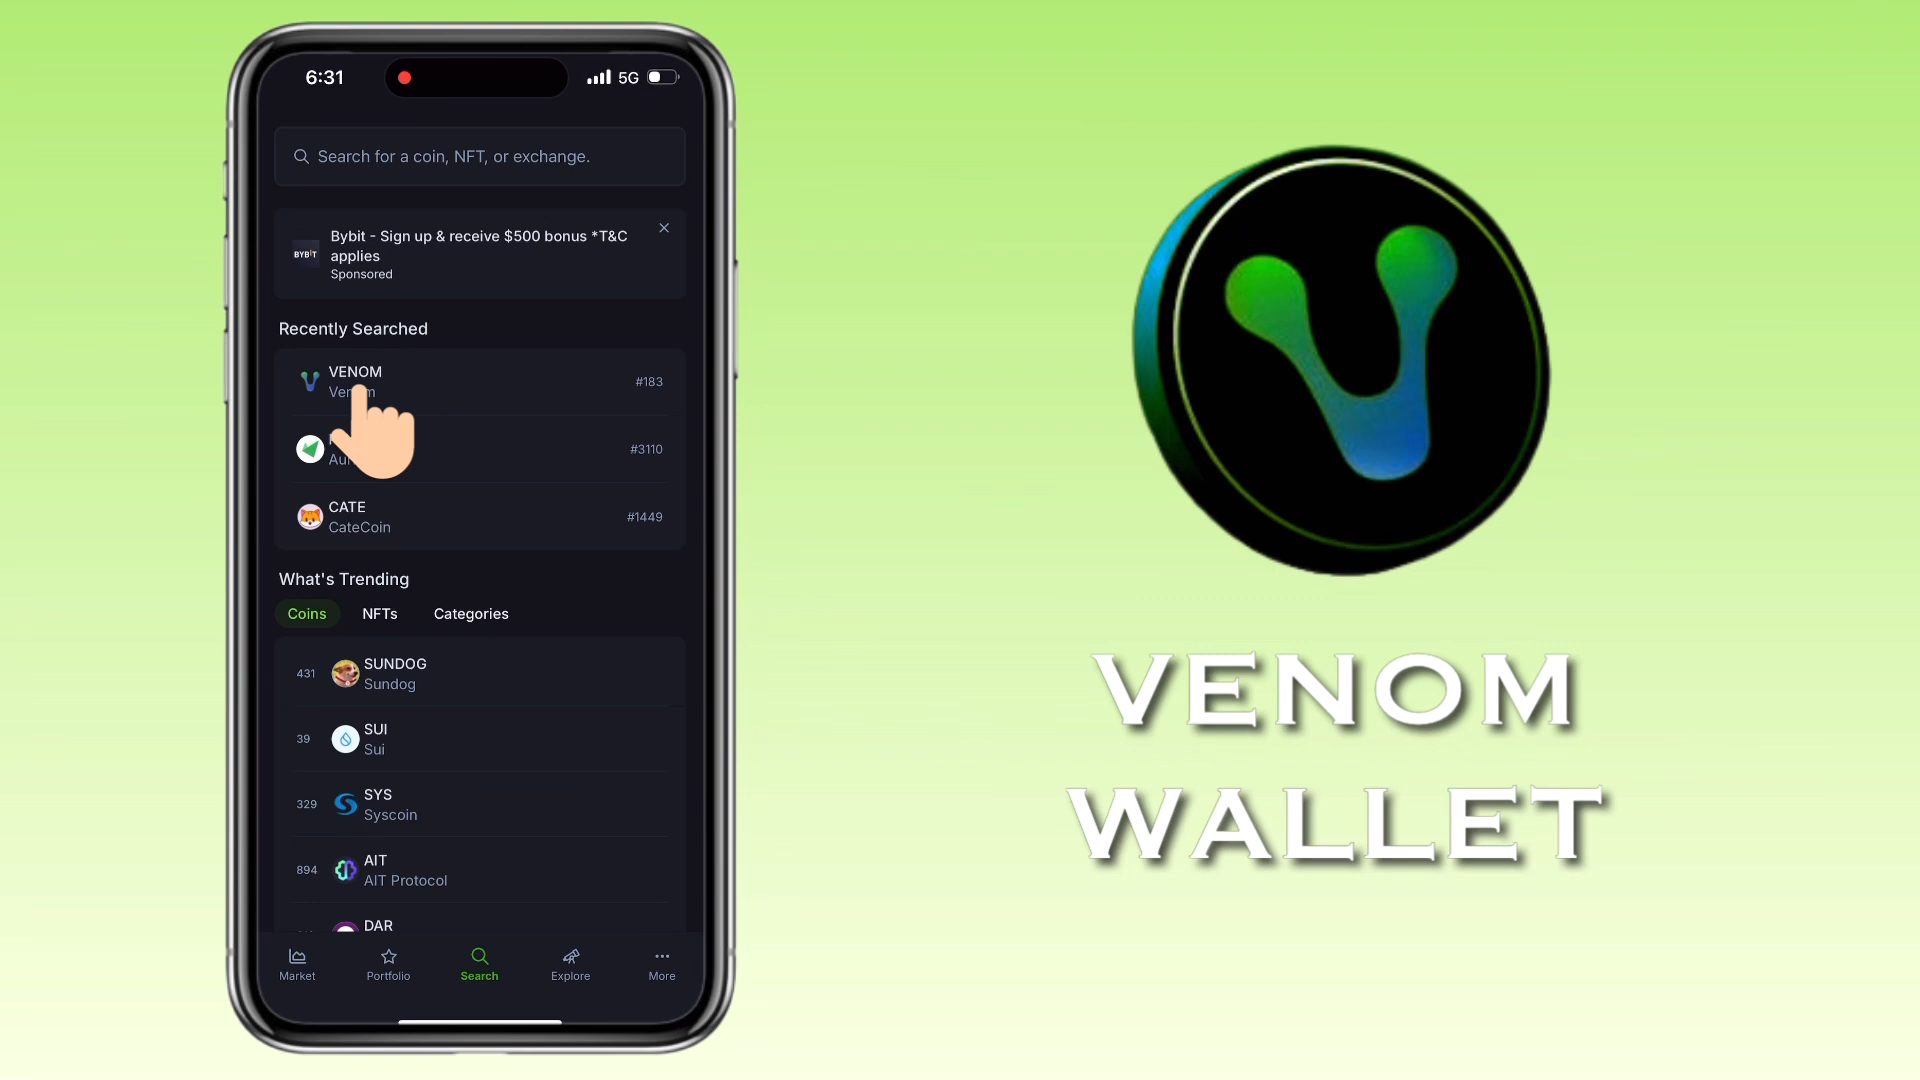 6:31
5G
Search for a coin, NFT, or exchange.
Bybit - Sign up & receive $500 bonus *T&C
applies
Sponsored
BYBIT
Recently Searched
VENOM
#183
#3110
CATE
CateCoin
#1449
What's Trending
Coins NFTs Categories
431
SUNDOG
Sundog
39
SUI
Sui
329
SYS
Syscoin
894
AIT
AIT Protocol
DAR
Market Portfolio Search Explore More
VENOM
WALLET